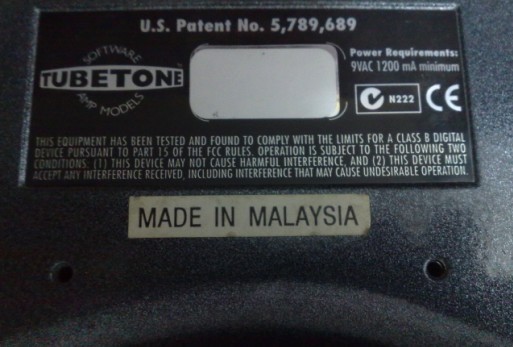 U.S. Patent No. 5,789,689
SOFTWARE
TUBETONE
AMP MODELS
Power Requirements:
9VAC 1200 mA minimum
N222
CE
THIS EQUIPMENT HAS BEEN TESTED AND FOUND TO COMPLY WITH THE LIMITS FOR A CLASS B DIGITAL
DEVICE PURSUANT TO PART 15 OF THE FCC RULES. OPERATION IS SUBJECT TO THE FOLLOWING TWO
CONDITIONS: (1) THIS DEVICE MAY NOT CAUSE HARMFUL INTERFERENCE, AND (2) THIS DEVICE MUST
ACCEPT ANY INTERFERENCE RECEIVED, INCLUDING INTERFERENCE THAT MAY CAUSE UNDESIRABLE OPERATION.
MADE IN MALAYSIA